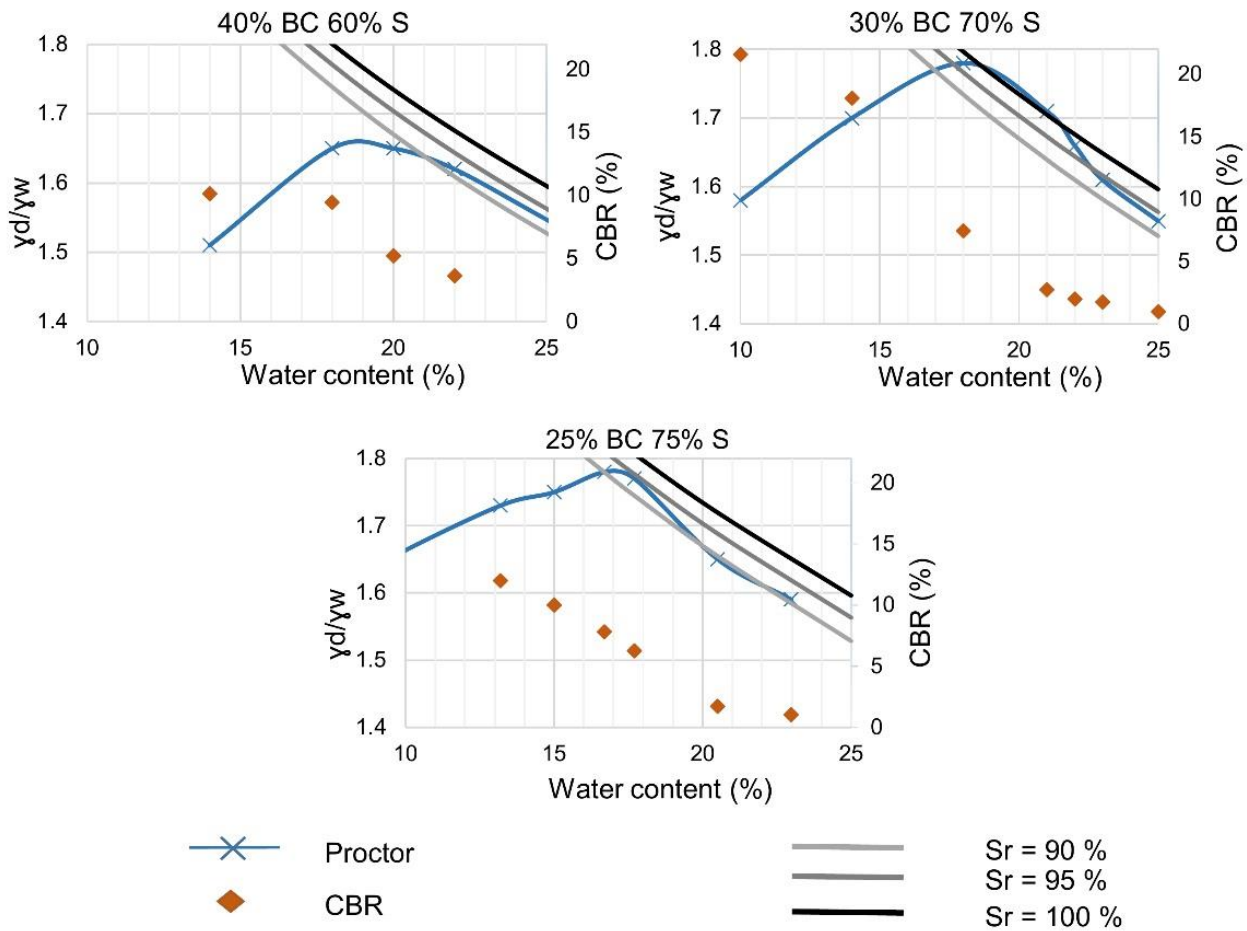 40% BC 60% S
1.8
1.7
1.6
1.5
1.4
ɣd/ɣw
20
15
10
5
0
CBR (%)
10 15 20 25
Water content (%)
30% BC 70% S
1.8
1.7
1.6
1.5
1.4
ɣd/ɣw
20
15
10
5
0
CBR (%)
10 15 20 25
Water content (%)
25% BC 75% S
1.8
1.7
1.6
1.5
1.4
ɣd/ɣw
20
15
10
5
0
CBR (%)
10 15 20 25
Water content (%)
Proctor
CBR
Sr = 90 %
Sr = 95 %
Sr = 100 %